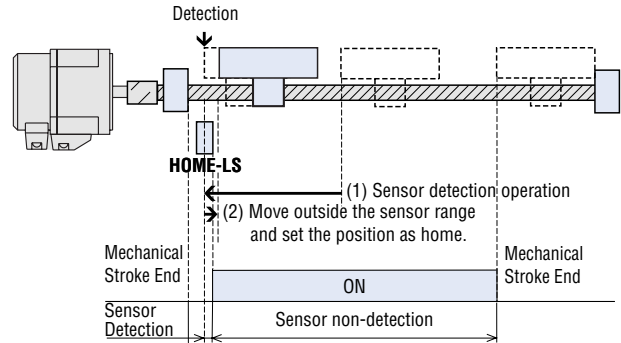 Detection
HOME-LS
(1) Sensor detection operation
(2) Move outside the sensor range
and set the position as home.
Mechanical
Stroke End
Mechanical
Stroke End
ON
Sensor
Detection
Sensor non-detection